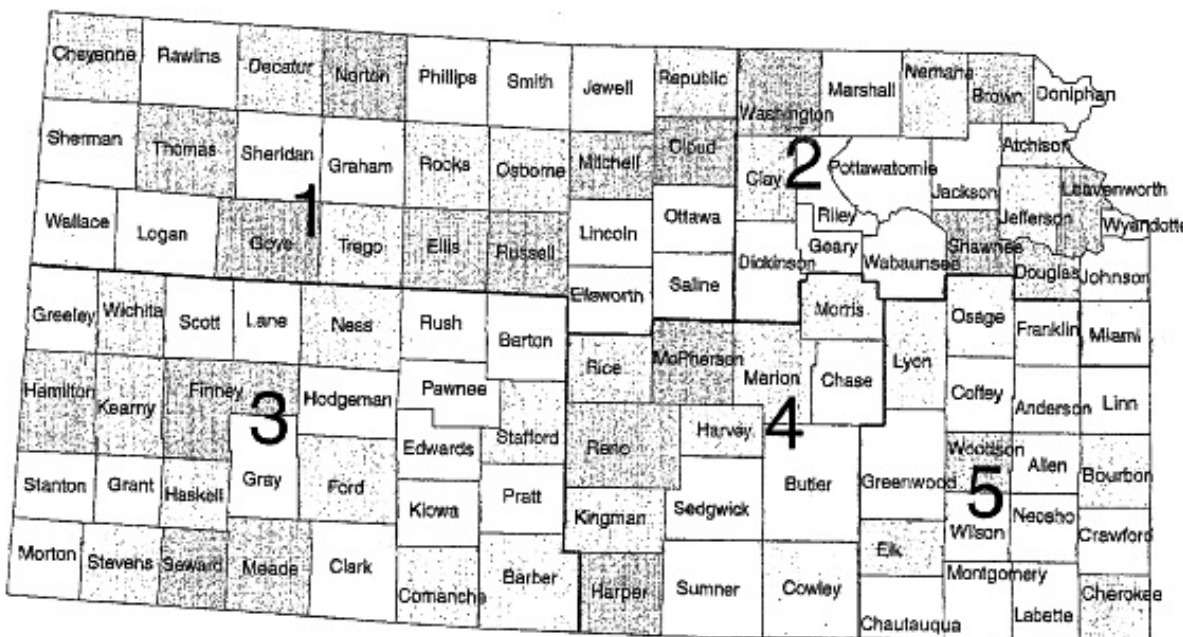 Cheyenne Rawlins Decatur Norton Phillips Smith Jewell Republic Washington Marshall Nemaha Brown Doniphan
Sherman Thomas Sheridan Graham Rooks Osborne Mitchell Cloud Clay 2 Pottawatomie Jackson Atchison
Riley Jefferson Leavenworth
Wallace Logan Gove 1 Trego Ellis Russell Lincoln Ottawa Dickinson Geary Wabaunsee Shawnee Douglas Wyandotte
Ellsworth Saline Morris Johnson
Greeley Wichita Scott Lane Ness Rush Barton Osage Franklin Miami
Rice McPherson Marion Chase Lyon
Hamilton Kearny Finney 3 Hodgeman Pawnee Coffey Anderson Linn
Edwards Stafford Reno Harvey 4 Woodson Allen Bourbon
Stanton Grant Haskell Gray Ford Kiowa Pratt Kingman Sedgwick Butler Greenwood 5 Neosho
Wilson Crawford
Morton Stevens Seward Meade Clark Comanche Barber Harper Sumner Cowley Elk Montgomery
Chautauqua Labette Cherokee